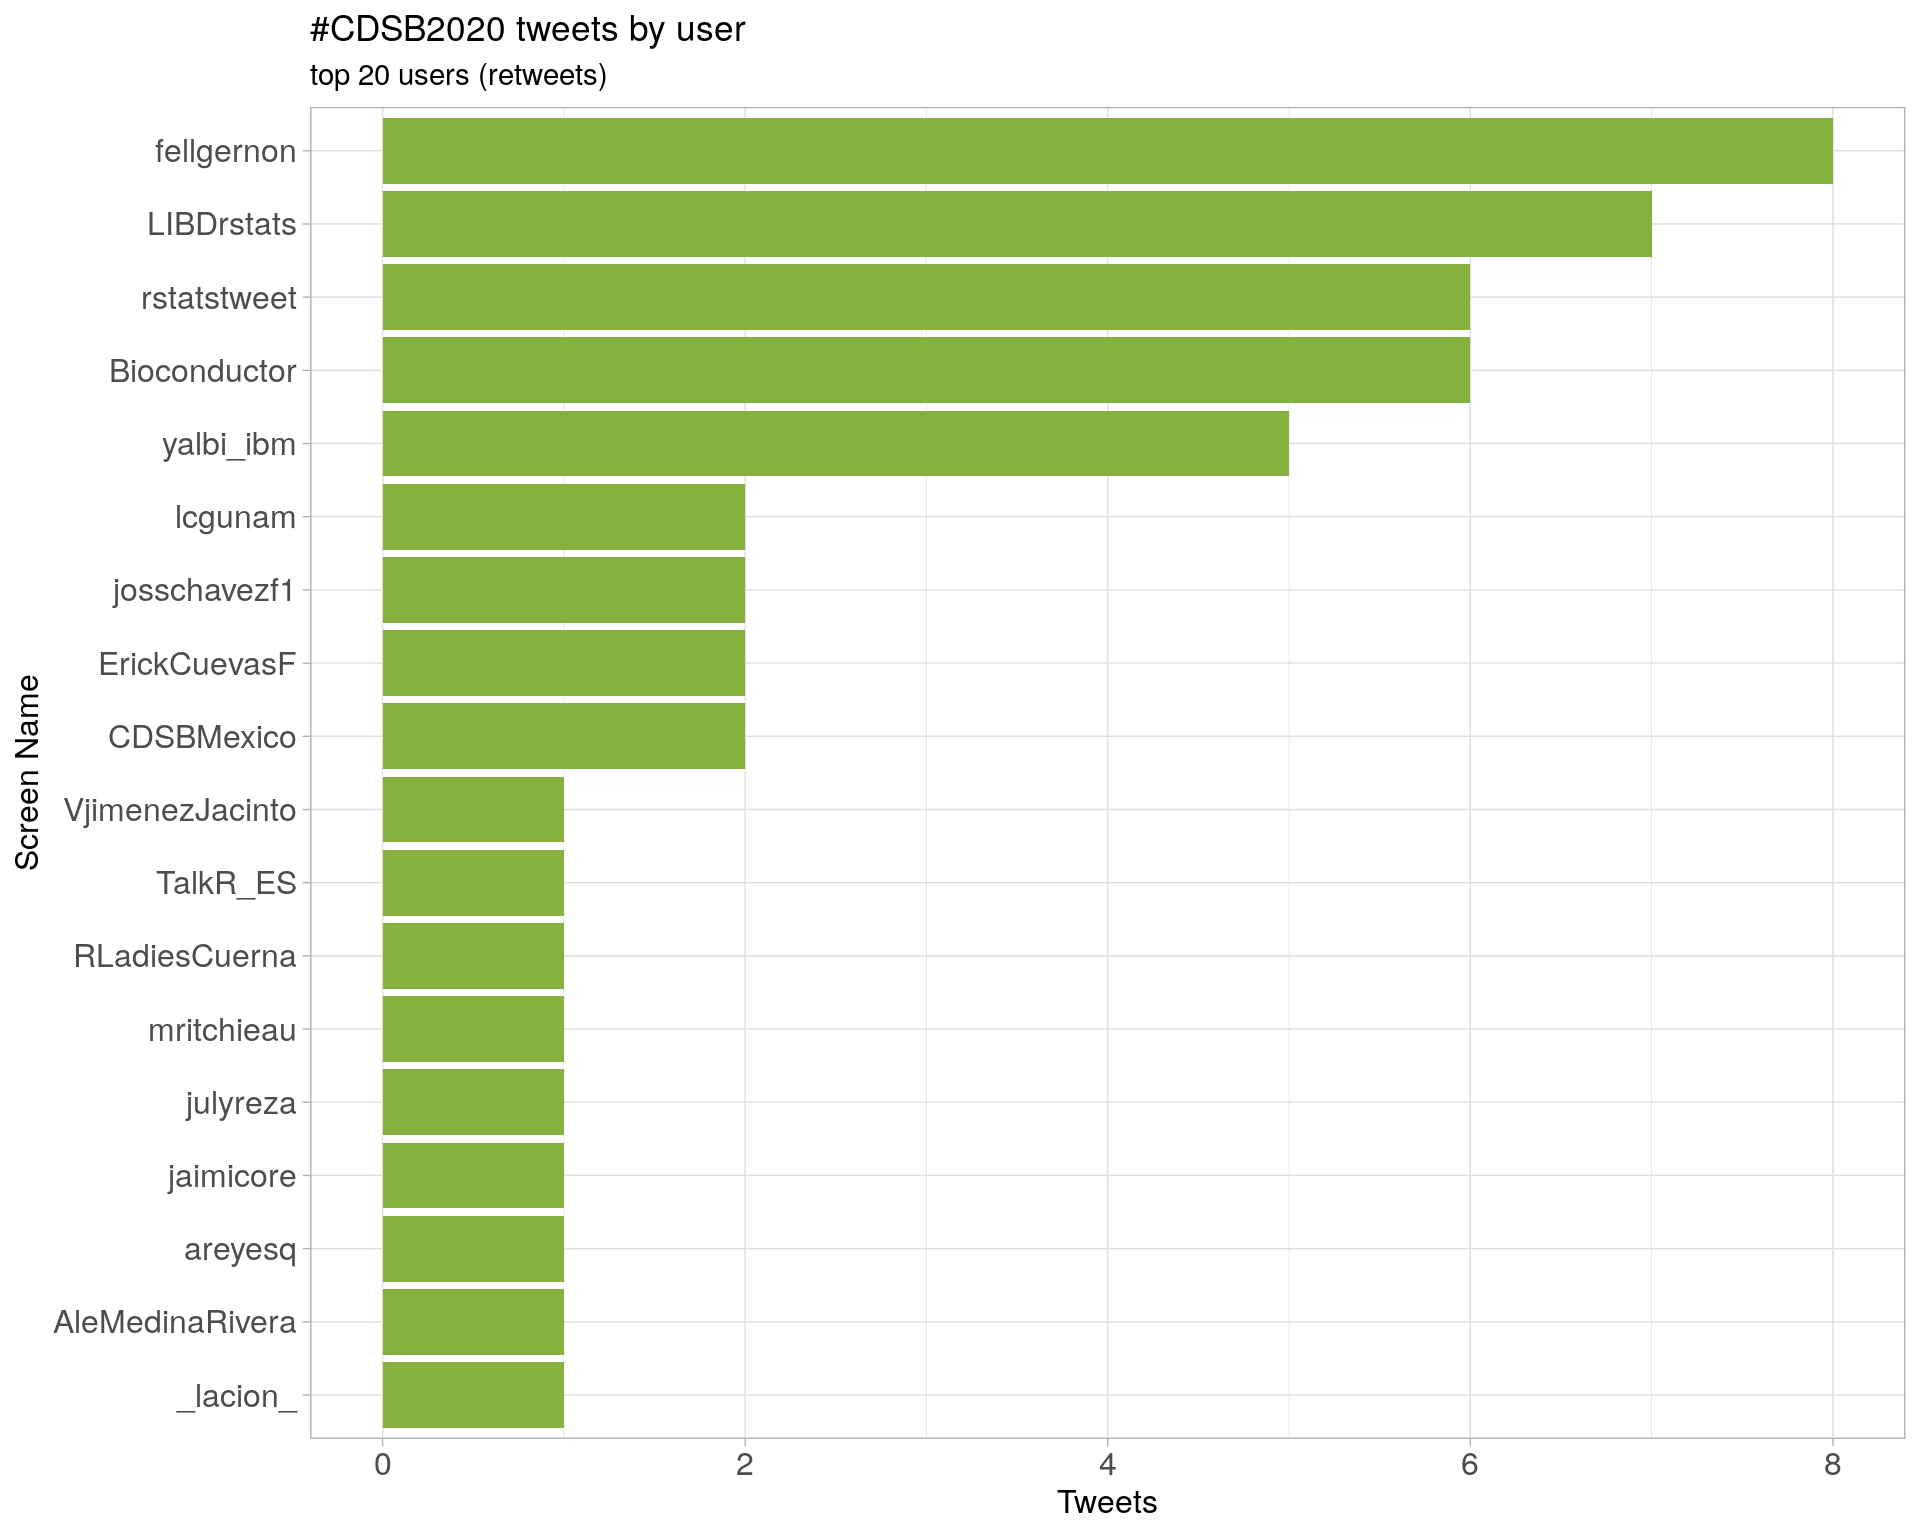 #CDSB2020 tweets by user
top 20 users (retweets)
fellgernon
LIBDrstats
rstatstweet
Bioconductor
yalbi_ibm
lcgunam
josschavezf1
ErickCuevasF
CDSBMexico
VjimenezJacinto
TalkR_ES
RLadiesCuerna
mritchieau
julyreza
jaimicore
areyesq
AleMedinaRivera
_lacion_
Screen Name
0 2 4 6 8
Tweets